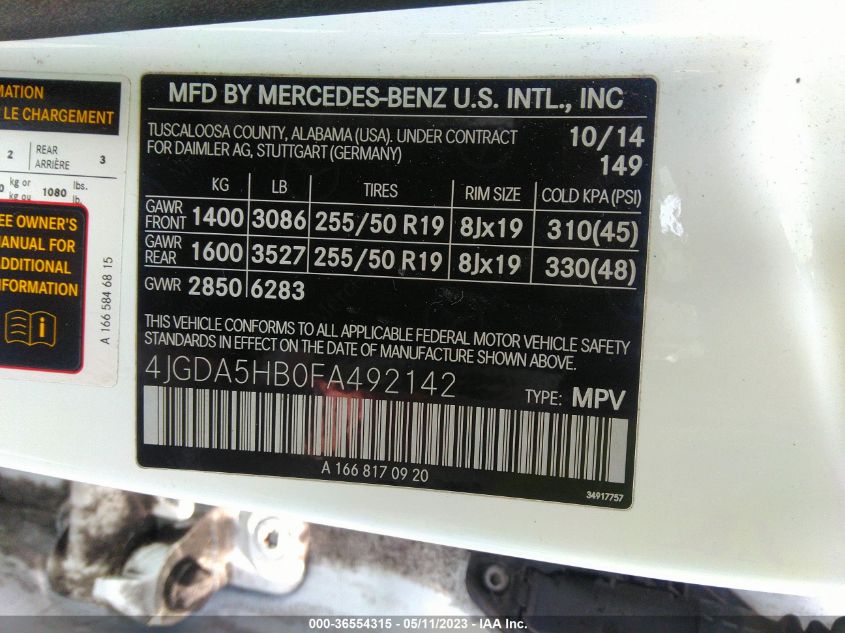 MATION
LE CHARGEMENT
2 REAR ARRIÈRE 3
kg or 1080 lbs.
kg ou lb.
EE OWNER'S
ANUAL FOR
DDITIONAL
NFORMATION
A 166 584 68 15
MFD BY MERCEDES-BENZ U.S. INTL., INC
TUSCALOOSA COUNTY, ALABAMA (USA). UNDER CONTRACT 10/14
FOR DAIMLER AG, STUTTGART (GERMANY) 149
KG LB TIRES RIM SIZE COLD KPA (PSI)
GAWR FRONT 1400 3086 255/50 R19 8Jx19 310(45)
GAWR REAR 1600 3527 255/50 R19 8Jx19 330(48)
GVWR 2850 6283
THIS VEHICLE CONFORMS TO ALL APPLICABLE FEDERAL MOTOR VEHICLE SAFETY
STANDARDS IN EFFECT ON THE DATE OF MANUFACTURE SHOWN ABOVE.
4JGDA5HB0FA492142 TYPE: MPV
A 166 817 09 20
34917757
000-36554315 - 05/11/2023 - IAA Inc.